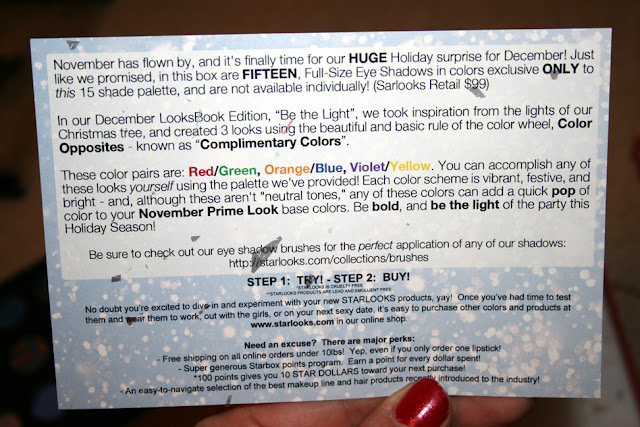 November has flown by, and it's finally time for our HUGE Holiday surprise for December! Just
like we promised, in this box are FIFTEEN, Full-Size Eye Shadows in colors exclusive ONLY to
this 15 shade palette, and are not available individually! (Sarlooks Retail $99)
In our December LooksBook Edition, "Be the Light", we took inspiration from the lights of our
Christmas tree, and created 3 looks using the beautiful and basic rule of the color wheel, Color
Opposites - known as "Complimentary Colors".
These color pairs are: Red/Green, Orange/Blue, Violet/Yellow. You can accomplish any of
these looks yourself using the palette we've provided! Each color scheme is vibrant, festive, and
bright - and, although these aren't "neutral tones," any of these colors can add a quick pop of
color to your November Prime Look base colors. Be bold, and be the light of the party this
Holiday Season!
Be sure to check out our eye shadow brushes for the perfect application of any of our shadows:
http://starlooks.com/collections/brushes
STEP 1: TRY! - STEP 2: BUY!
*STARLOOKS IS CRUELTY FREE
**STARLOOKS PRODUCTS ARE LEAD AND EMOLLIENT FREE
No doubt you're excited to dive in and experiment with your new STARLOOKS products, yay! Once you've had time to test
them and wear them to work, out with the girls, or on your next sexy date, it's easy to purchase other colors and products at
www.starlooks.com in our online shop.
Need an excuse? There are major perks:
- Free shipping on all online orders under 10lbs! Yep, even if you only order one lipstick!
- Super generous Starbox points program. Earn a point for every dollar spent!
*100 points gives you 10 STAR DOLLARS toward your next purchase!
- An easy-to-navigate selection of the best makeup line and hair products recently introduced to the industry!